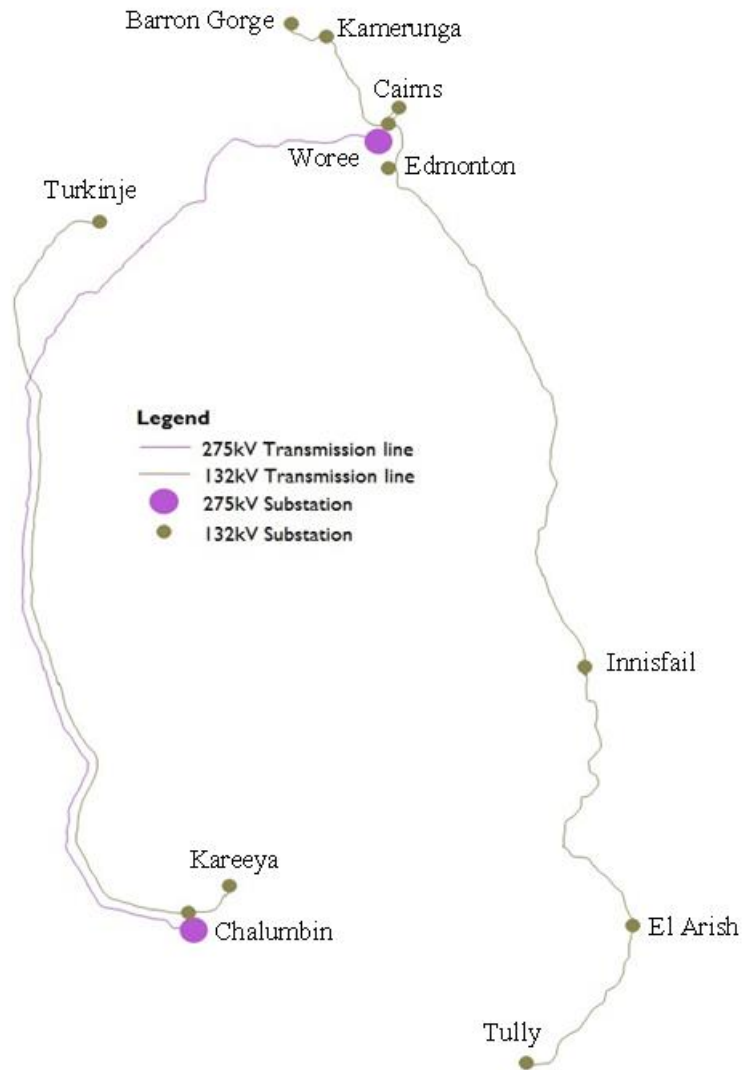 Barron Gorge
Kamerunga
Cairns
Woree
Edmonton
Turkinje
Legend
275kV Transmission line
132kV Transmission line
275kV Substation
132kV Substation
Innisfail
Kareeya
Chalumbin
El Arish
Tully